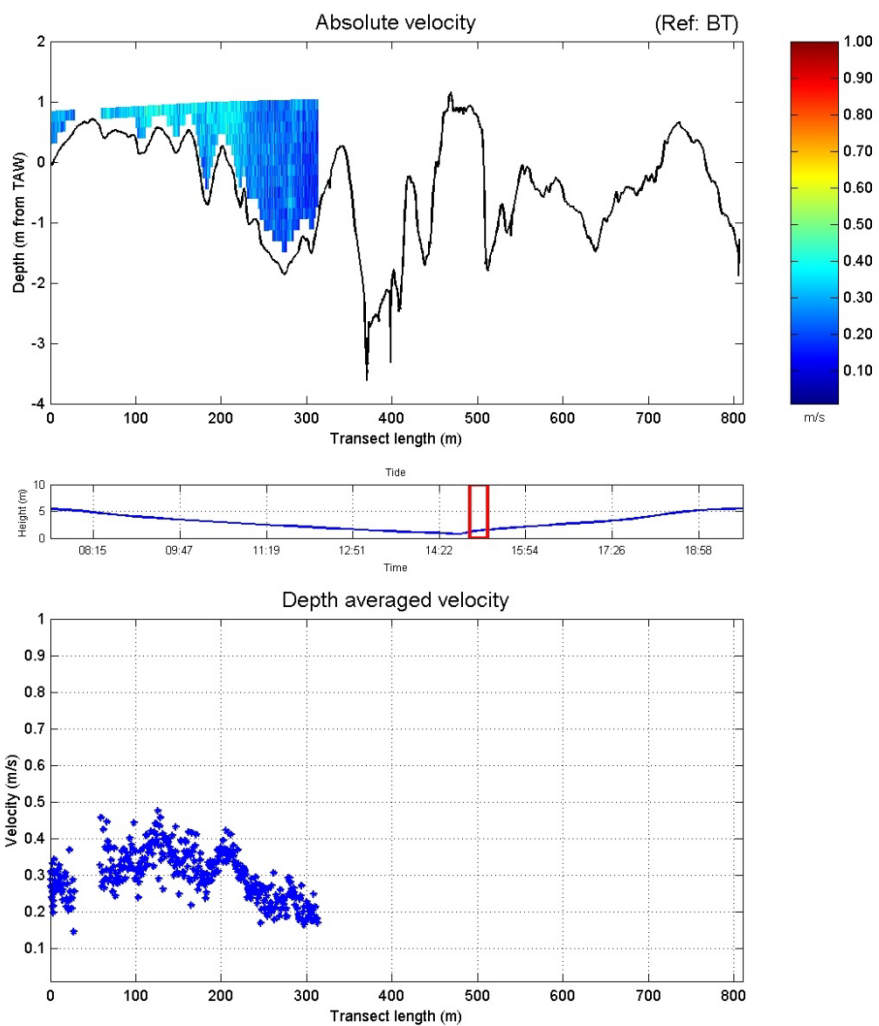 Absolute velocity (Ref: BT)
2
1
0
-1
-2
-3
-4
Depth (m from TAW)
0 100 200 300 400 500 600 700 800
Transect length (m)
1.00
0.90
0.80
0.70
0.60
0.50
0.40
0.30
0.20
0.10
m/s
Tide
10
5
0
Height (m)
08:15 09:47 11:19 12:51 14:22 15:54 17:26 18:58
Time
Depth averaged velocity
1
0.9
0.8
0.7
0.6
0.5
0.4
0.3
0.2
0.1
Velocity (m/s)
0 100 200 300 400 500 600 700 800
Transect length (m)